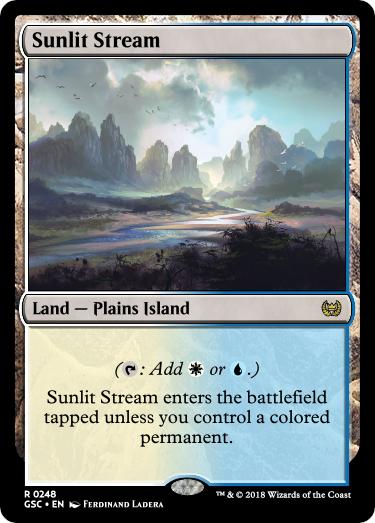 Sunlit Stream
Land — Plains Island
(T: Add W or U.)
Sunlit Stream enters the battlefield
tapped unless you control a colored
permanent.
R 0248
GSC • EN Ferdinand Ladera
™ & © 2018 Wizards of the Coast